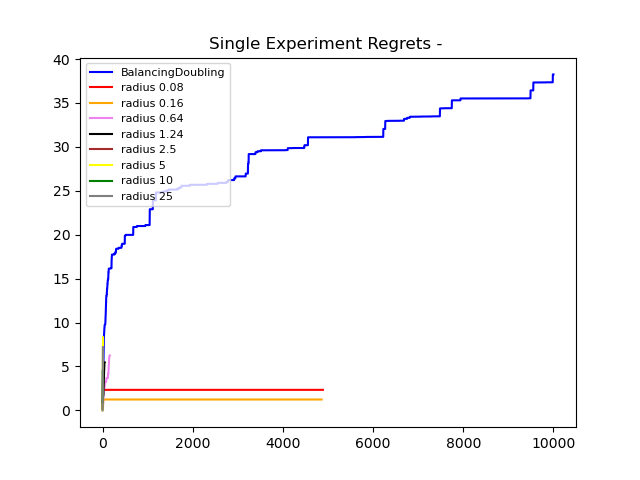 Single Experiment Regrets -
40
35
30
25
20
15
10
5
0
BalancingDoubling
radius 0.08
radius 0.16
radius 0.64
radius 1.24
radius 2.5
radius 5
radius 10
radius 25
0 2000 4000 6000 8000 10000